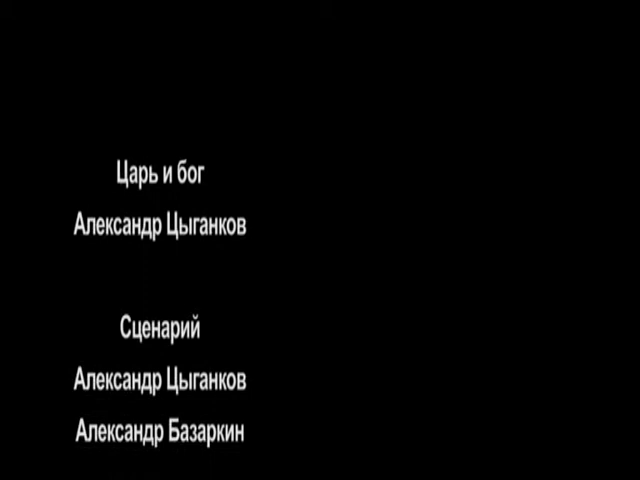 Царь и бог
Александр Цыганков
Сценарий
Александр Цыганков
Александр Базаркин